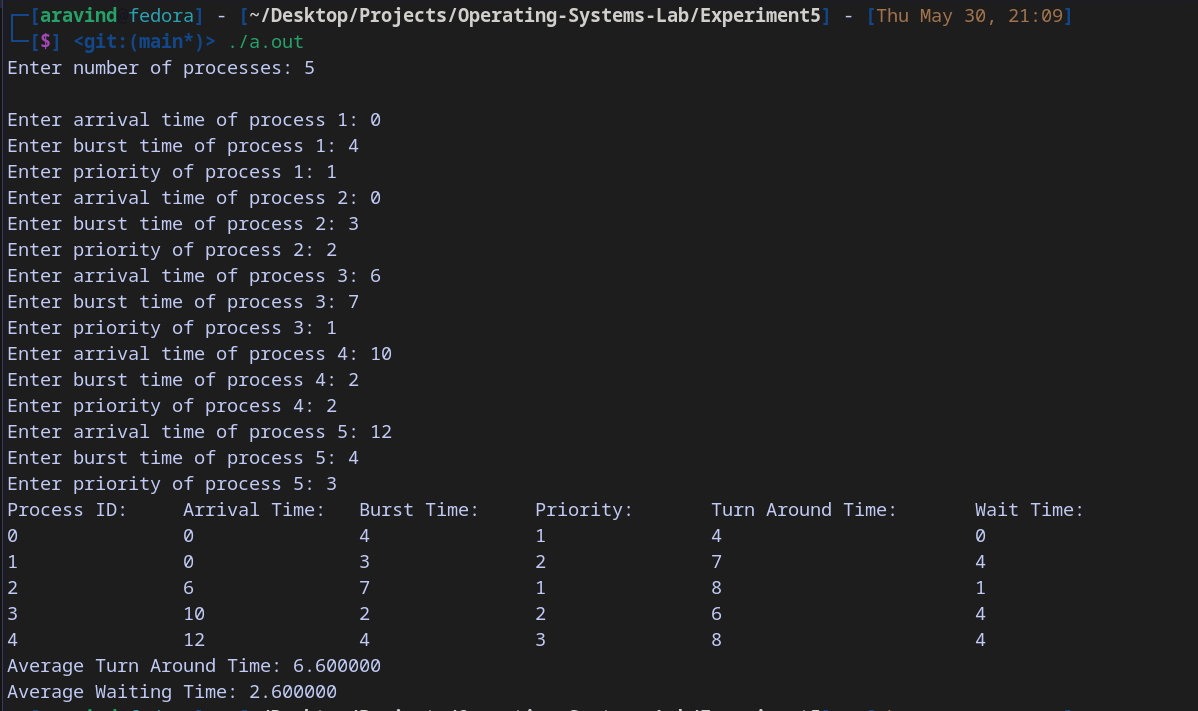 ┌─[aravind fedora] - [~/Desktop/Projects/Operating-Systems-Lab/Experiment5] - [Thu May 30, 21:09]
└─[$] <git:(main*)> ./a.out
Enter number of processes: 5
Enter arrival time of process 1: 0
Enter burst time of process 1: 4
Enter priority of process 1: 1
Enter arrival time of process 2: 0
Enter burst time of process 2: 3
Enter priority of process 2: 2
Enter arrival time of process 3: 6
Enter burst time of process 3: 7
Enter priority of process 3: 1
Enter arrival time of process 4: 10
Enter burst time of process 4: 2
Enter priority of process 4: 2
Enter arrival time of process 5: 12
Enter burst time of process 5: 4
Enter priority of process 5: 3
Process ID: Arrival Time: Burst Time: Priority: Turn Around Time: Wait Time:
0 0 4 1 4 0
1 0 3 2 7 4
2 6 7 1 8 1
3 10 2 2 6 4
4 12 4 3 8 4
Average Turn Around Time: 6.600000
Average Waiting Time: 2.600000